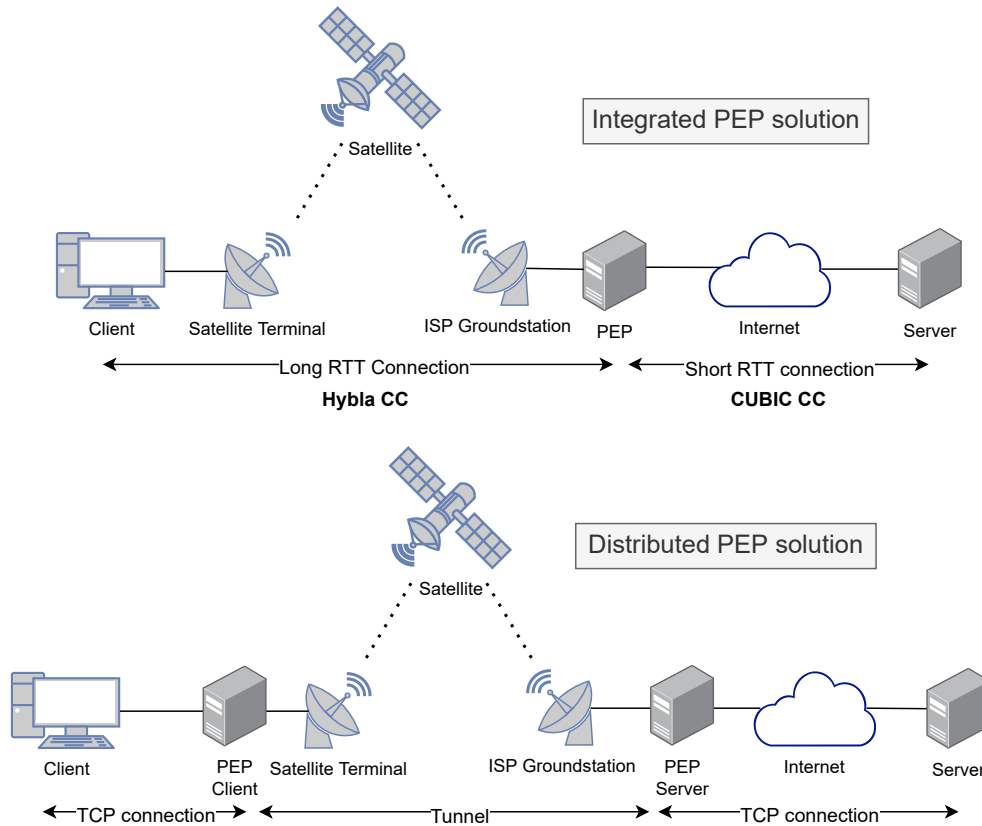 Integrated PEP solution
Satellite
Client
Satellite Terminal
ISP Groundstation
PEP
Internet
Server
Long RTT Connection
Short RTT connection
Hybla CC
CUBIC CC
Distributed PEP solution
Satellite
Client
PEP
Client
Satellite Terminal
ISP Groundstation
PEP
Server
Internet
Server
TCP connection
Tunnel
TCP connection